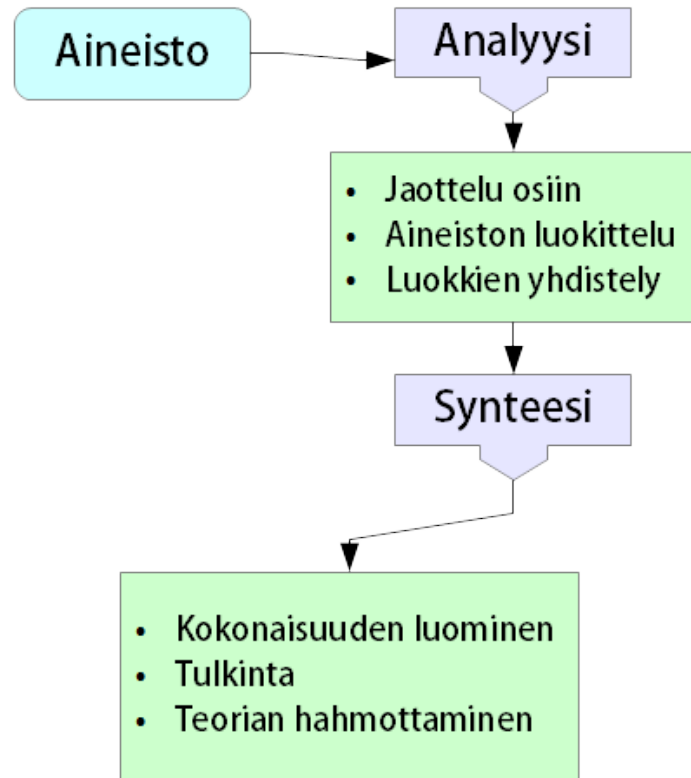 Aineisto
Analyysi
• Jaottelu osiin
• Aineiston luokittelu
• Luokkien yhdistely
Synteesi
• Kokonaisuuden luominen
• Tulkinta
• Teorian hahmottaminen